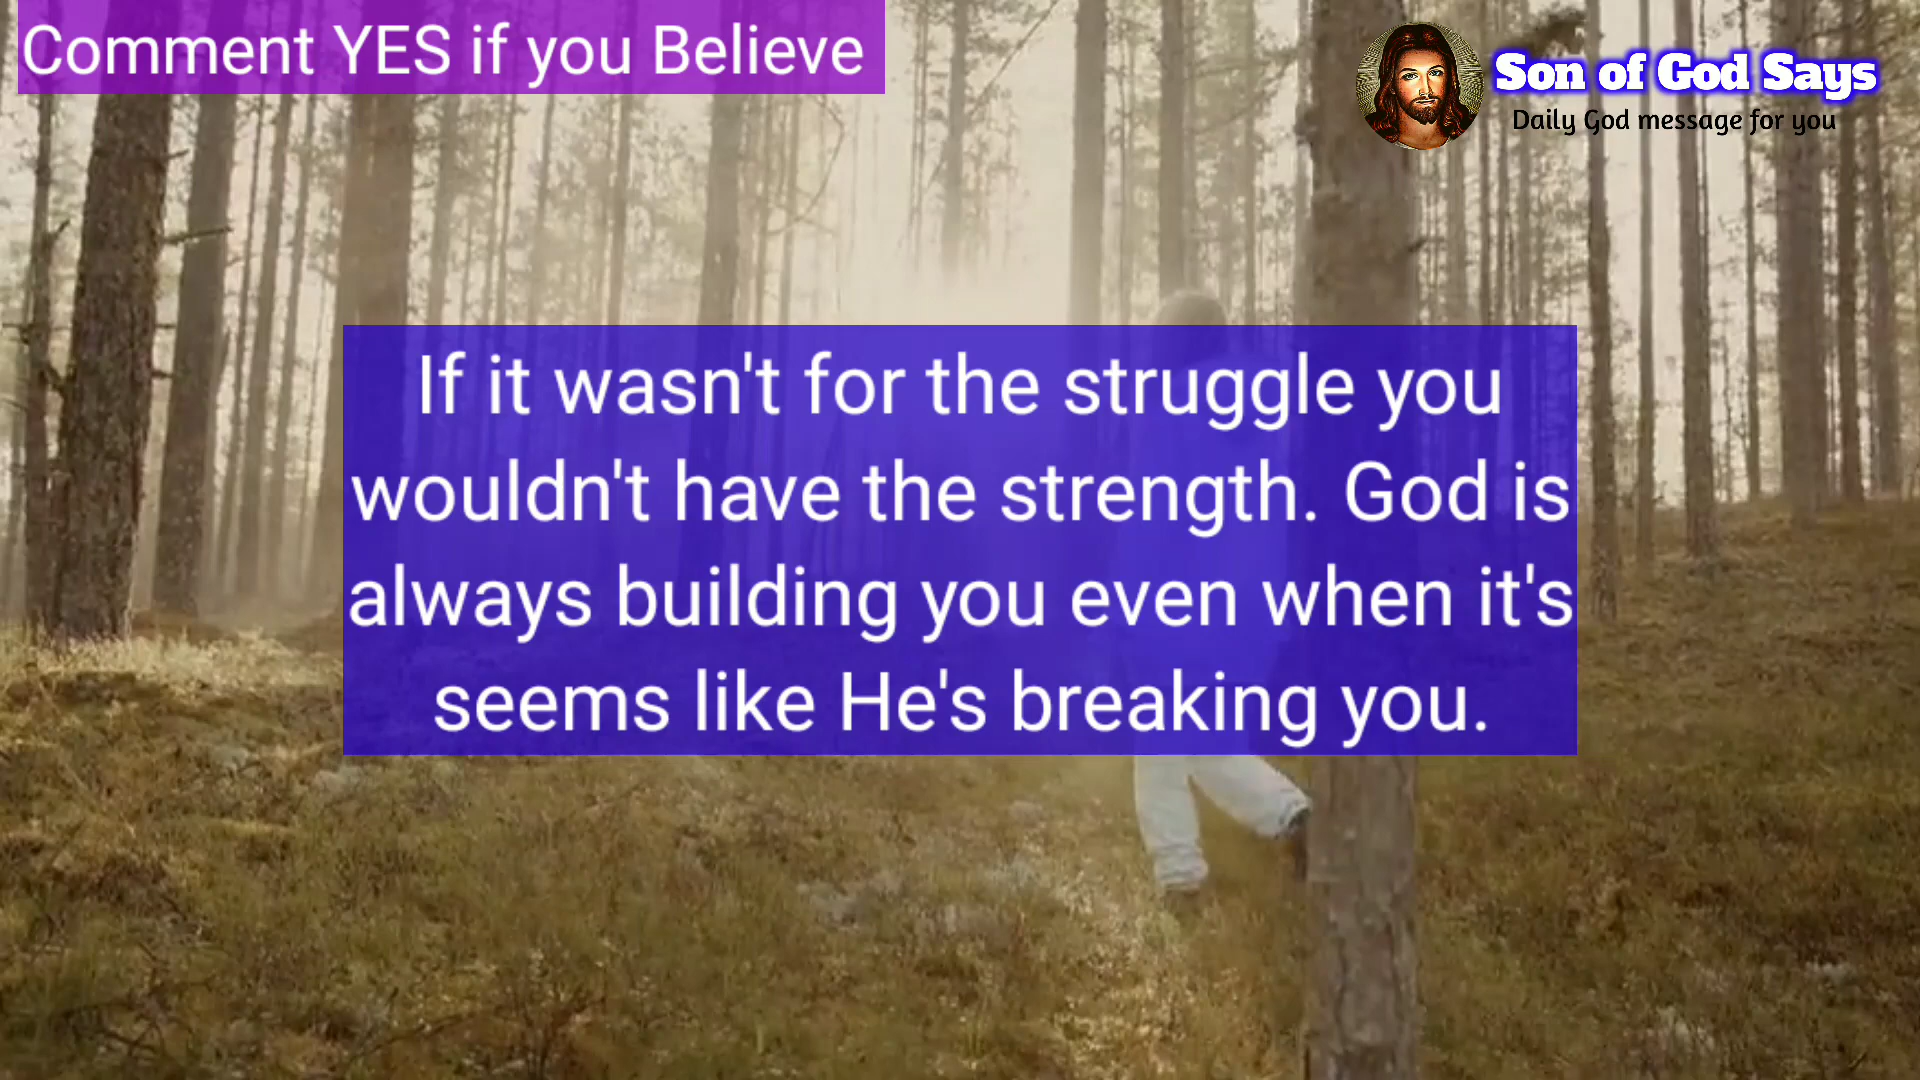 Comment YES if you Believe
Son of God Says
Daily God message for you
If it wasn't for the struggle you
wouldn't have the strength. God is
always building you even when it's
seems like He's breaking you.